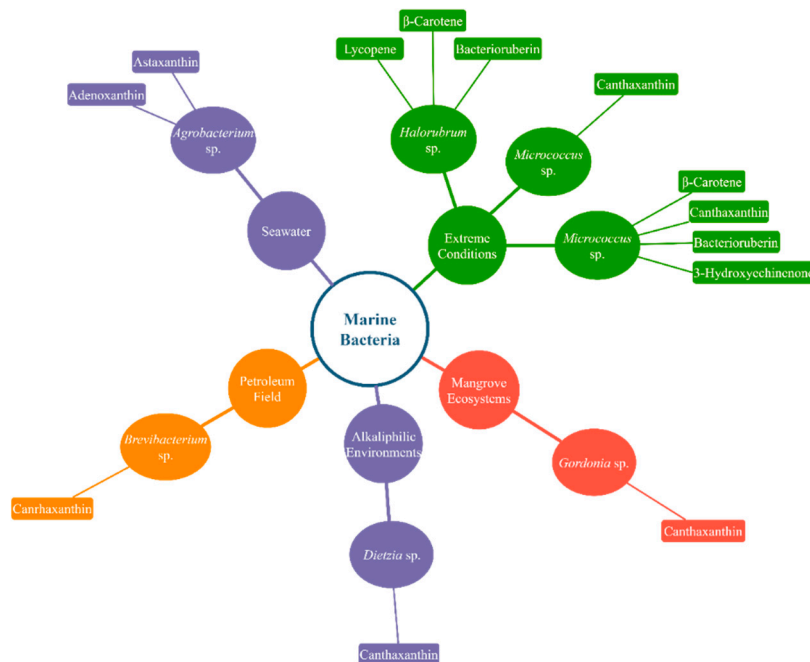 β-Carotene
Lycopene
Bacterioruberin
Astaxanthin
Adenoxanthin
Canthaxanthin
Agrobacterium
sp.
Halorubrum
sp.
Micrococcus
sp.
β-Carotene
Canthaxanthin
Bacterioruberin
3-Hydroxyechinenone
Seawater
Extreme
Conditions
Micrococcus
sp.
Marine
Bacteria
Petroleum
Field
Mangrove
Ecosystems
Brevibacterium
sp.
Alkaliphilic
Environments
Gordonia sp.
Canrhaxanthin
Canthaxanthin
Dietzia sp.
Canthaxanthin